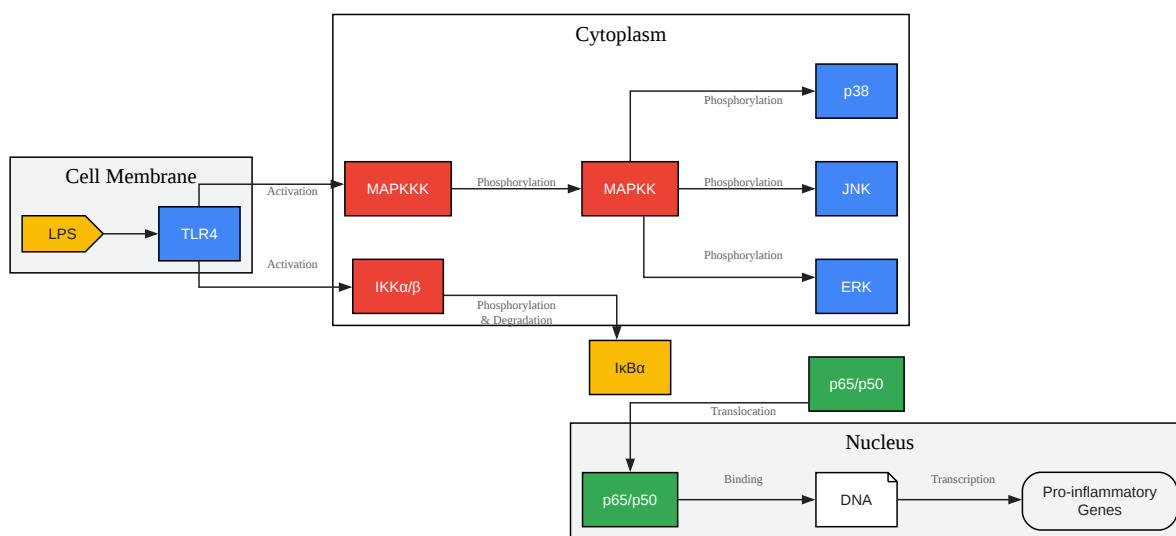 Cytoplasm
p38
Phosphorylation
Cell Membrane
Activation
MAPKKK
Phosphorylation
MAPKK
Phosphorylation
JNK
LPS
TLR4
Activation
IKKα/β
Phosphorylation
ERK
Phosphorylation
& Degradation
IκBα
p65/p50
Translocation
Nucleus
p65/p50
Binding
DNA
Transcription
Pro-inflammatory
Genes